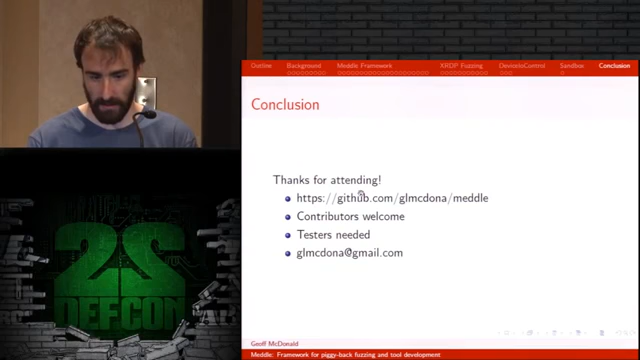 Outline Background Meddle Framework XRDP Fuzzing DeviceIoControl Sandbox Conclusion
Conclusion
Thanks for attending!
https://github.com/glmcdona/meddle
Contributors welcome
Testers needed
glmcdona@gmail.com
Geoff McDonald
Meddle: Framework for piggy-back fuzzing and tool development
DEFCON